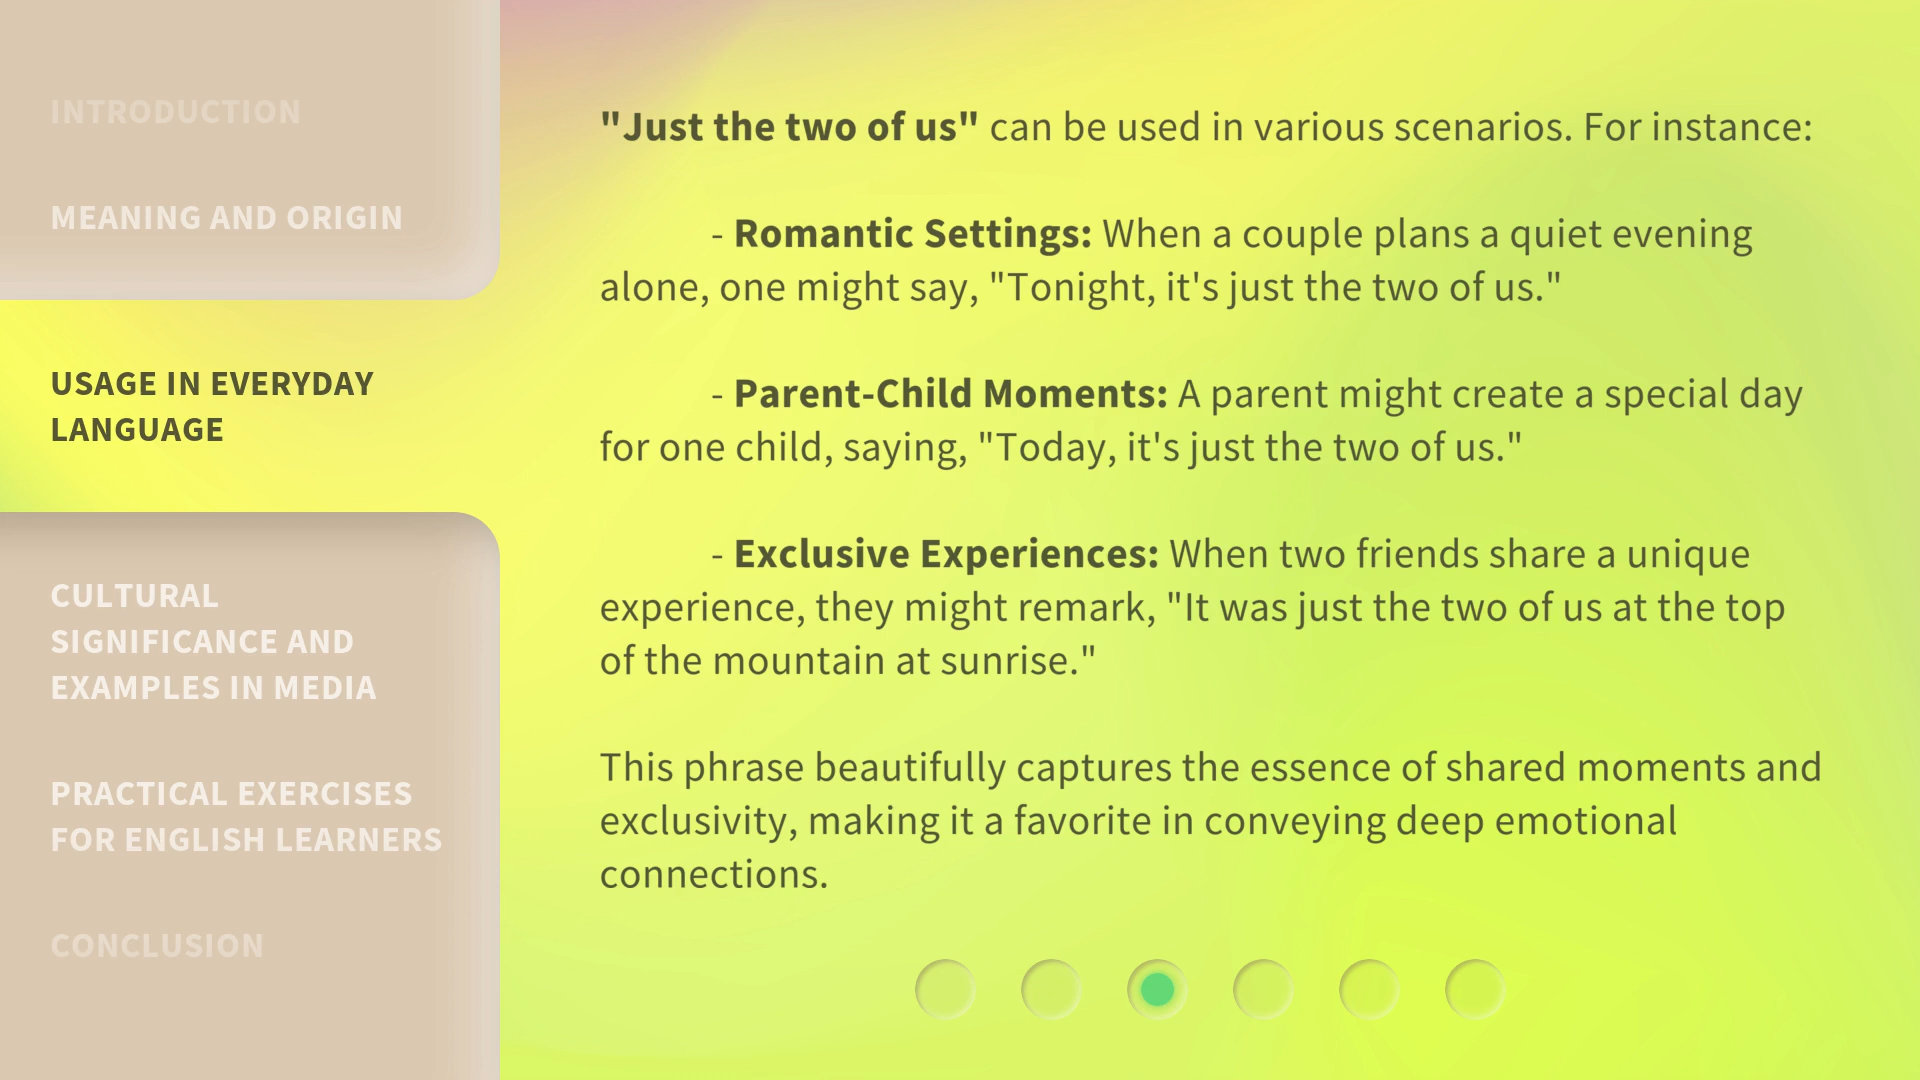 INTRODUCTION
MEANING AND ORIGIN
USAGE IN EVERYDAY
LANGUAGE
CULTURAL
SIGNIFICANCE AND
EXAMPLES IN MEDIA
PRACTICAL EXERCISES
FOR ENGLISH LEARNERS
CONCLUSION
"Just the two of us" can be used in various scenarios. For instance:
- Romantic Settings: When a couple plans a quiet evening
alone, one might say, "Tonight, it's just the two of us."
- Parent-Child Moments: A parent might create a special day
for one child, saying, "Today, it's just the two of us."
- Exclusive Experiences: When two friends share a unique
experience, they might remark, "It was just the two of us at the top
of the mountain at sunrise."
This phrase beautifully captures the essence of shared moments and
exclusivity, making it a favorite in conveying deep emotional
connections.